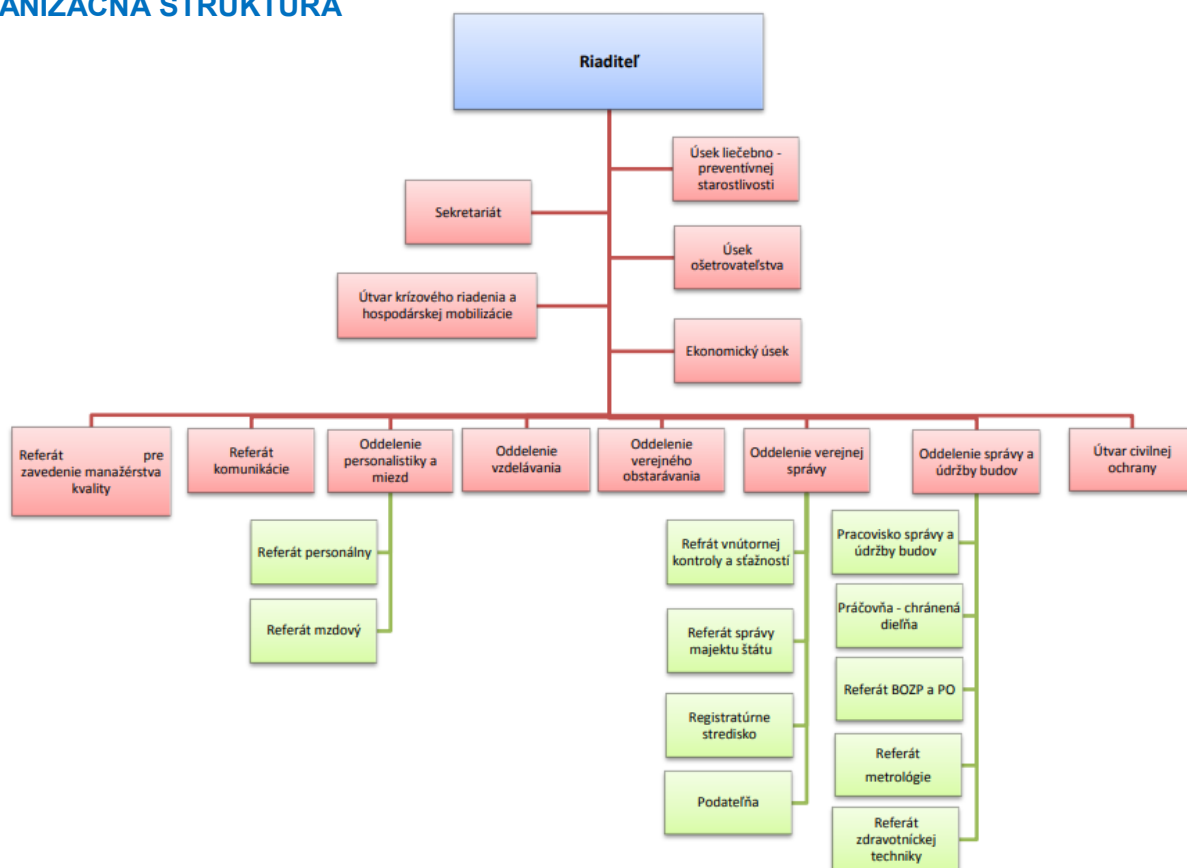 ANIZAČNÁ ŠTRUKTÚRA
Riaditeľ
Úsek liečebno -
preventívnej
starostlivosti
Sekretariát
Úsek
ošetrovateľstva
Útvar krízového riadenia a
hospodárskej mobilizácie
Ekonomický úsek
Referát pre
zavedenie manažérstva
kvality
Referát
komunikácie
Oddelenie
personalistiky a
miezd
Oddelenie
vzdelávania
Oddelenie
verejného
obstarávania
Oddelenie verejnej
správy
Oddelenie správy a
údržby budov
Útvar civilnej
ochrany
Referát personálny
Referát mzdový
Refrát vnútornej
kontroly a sťažností
Referát správy
majektu štátu
Registratúrne
stredisko
Podateľňa
Pracovisko správy a
údržby budov
Práčovňa - chránená
dielňa
Referát BOZP a PO
Referát
metrológie
Referát
zdravotníckej
techniky